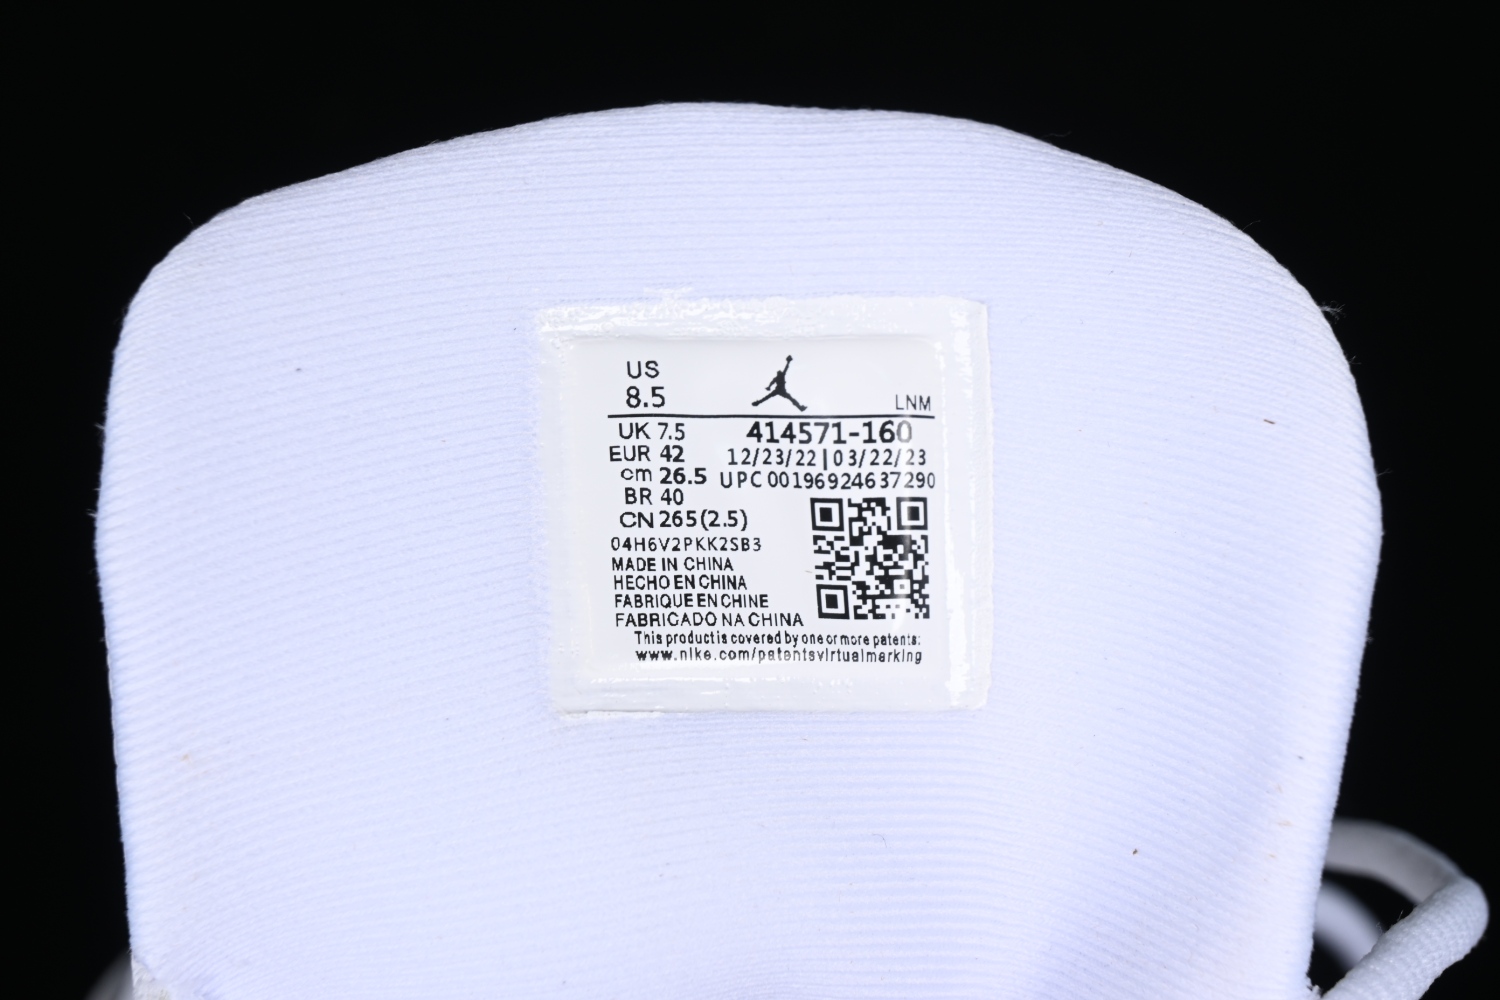 US
8.5
LNM
UK 7.5
414571-160
EUR 42
12/23/22|03/22/23
cm 26.5
UPC 00196924637290
BR 40
CN 265(2.5)
04H6V2PKK2SB3
MADE IN CHINA
HECHO EN CHINA
FABRIQUE EN CHINE
FABRICADO NA CHINA
This product is covered by one or more patents:
www.nike.com/patentsvirtualmarking